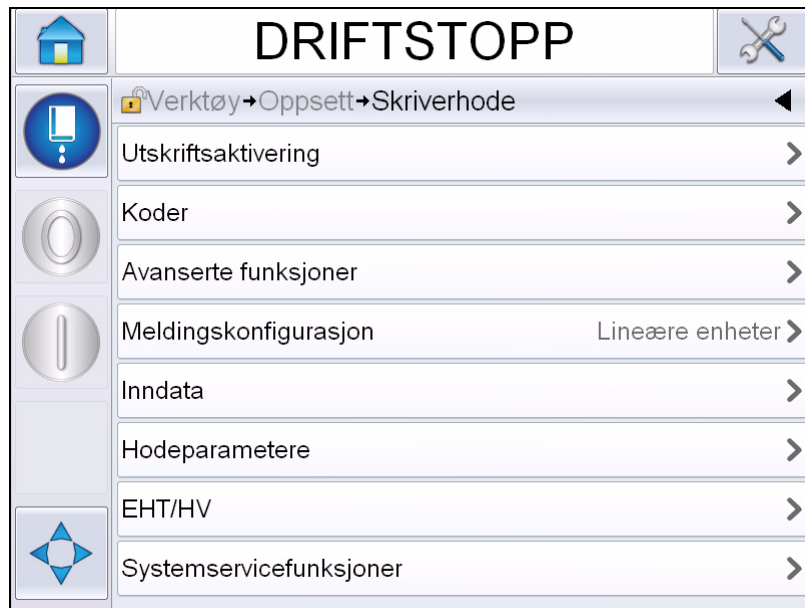 DRIFTSTOPP
Verktøy→Oppsett→Skriverhode
Utskriftsaktivering
Koder
Avanserte funksjoner
Meldingskonfigurasjon Lineære enheter
Inndata
Hodeparametere
EHT/HV
Systemservicefunksjoner